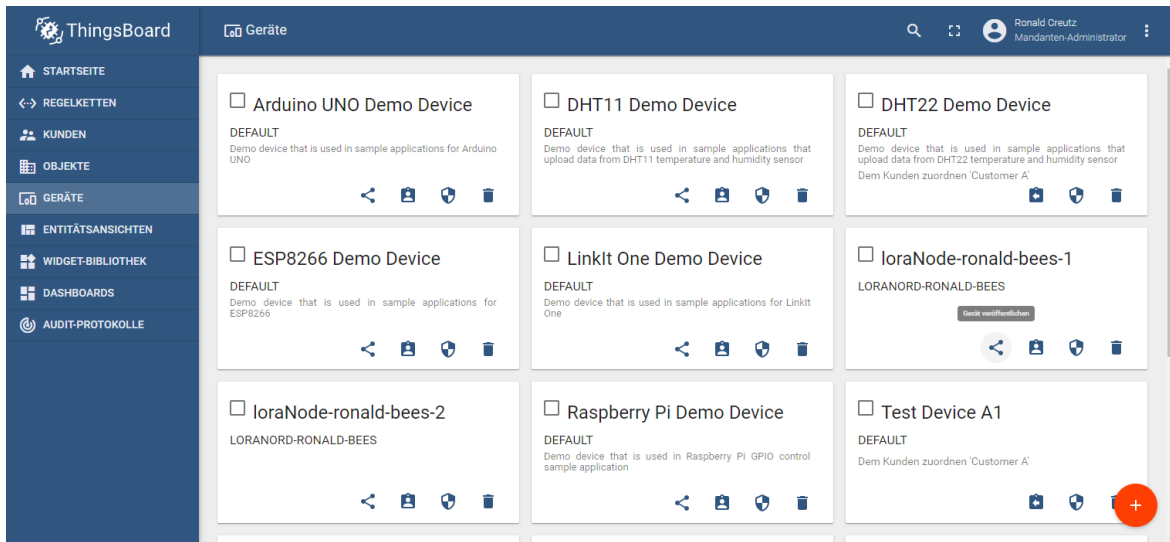 ThingsBoard
Geräte
Ronald Creutz
Mandanten-Administrator
STARTSEITE
REGELKETTEN
KUNDEN
OBJEKTE
GERÄTE
ENTITÄTSANSICHTEN
WIDGET-BIBLIOTHEK
DASHBOARDS
AUDIT-PROTOKOLLE
Arduino UNO Demo Device
DEFAULT
Demo device that is used in sample applications for Arduino
UNO
DHT11 Demo Device
DEFAULT
Demo device that is used in sample applications that
upload data from DHT11 temperature and humidity sensor
DHT22 Demo Device
DEFAULT
Demo device that is used in sample applications that
upload data from DHT22 temperature and humidity sensor
Dem Kunden zuordnen 'Customer A'
ESP8266 Demo Device
DEFAULT
Demo device that is used in sample applications for
ESP8266
LinkIt One Demo Device
DEFAULT
Demo device that is used in sample applications for LinkIt
One
loraNode-ronald-bees-1
LORANORD-RONALD-BEES
Gerät veröffentlichen
loraNode-ronald-bees-2
LORANORD-RONALD-BEES
Raspberry Pi Demo Device
DEFAULT
Demo device that is used in Raspberry Pi GPIO control
sample application
Test Device A1
DEFAULT
Dem Kunden zuordnen 'Customer A'